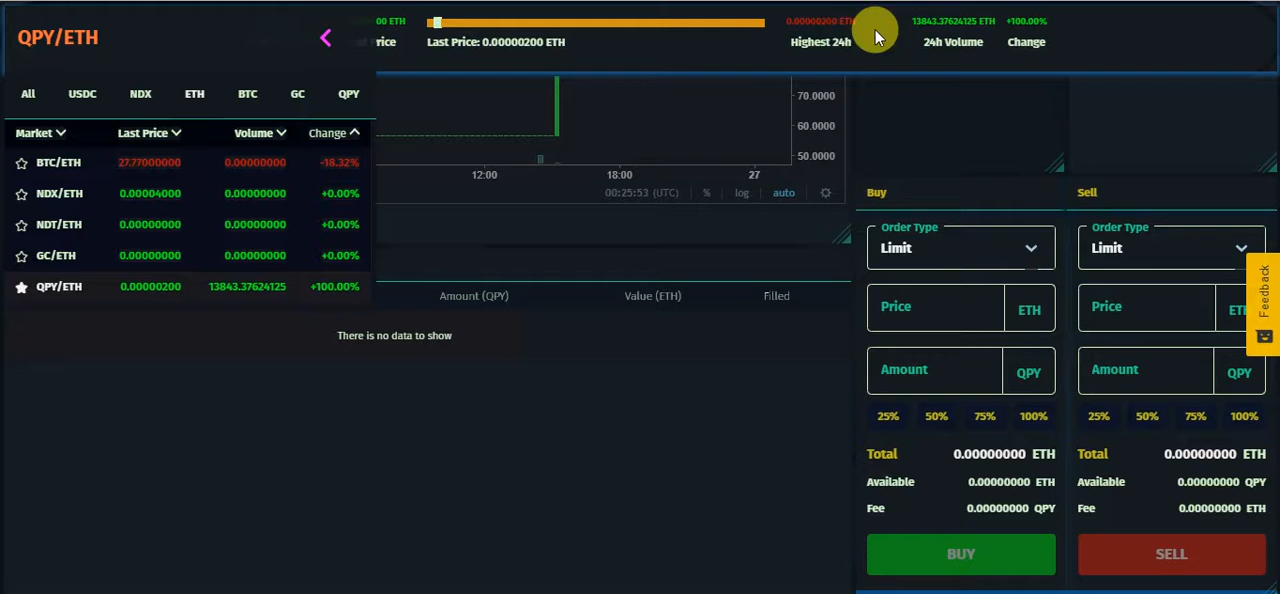 QPY/ETH
00 ETH
Price
Last Price: 0.00000200 ETH
0.00000200 ETH
Highest 24h
13843.37624125 ETH
24h Volume
+100.00%
Change
All USDC NDX ETH BTC GC QPY
Market Last Price Volume Change
BTC/ETH 27.77000000 0.00000000 -18.32%
NDX/ETH 0.00004000 0.00000000 +0.00%
NDT/ETH 0.00000000 0.00000000 +0.00%
GC/ETH 0.00000000 0.00000000 +0.00%
QPY/ETH 0.00000200 13843.37624125 +100.00%
70.0000
60.0000
50.0000
12:00 18:00 27
00:25:53 (UTC) % log auto
Amount (QPY) Value (ETH) Filled
There is no data to show
Buy
Order Type
Limit
Price ETH
Amount QPY
25% 50% 75% 100%
Total 0.00000000 ETH
Available 0.00000000 ETH
Fee 0.00000000 QPY
BUY
Sell
Order Type
Limit
Price ETH
Amount QPY
25% 50% 75% 100%
Total 0.00000000 ETH
Available 0.00000000 QPY
Fee 0.00000000 ETH
SELL
Feedback